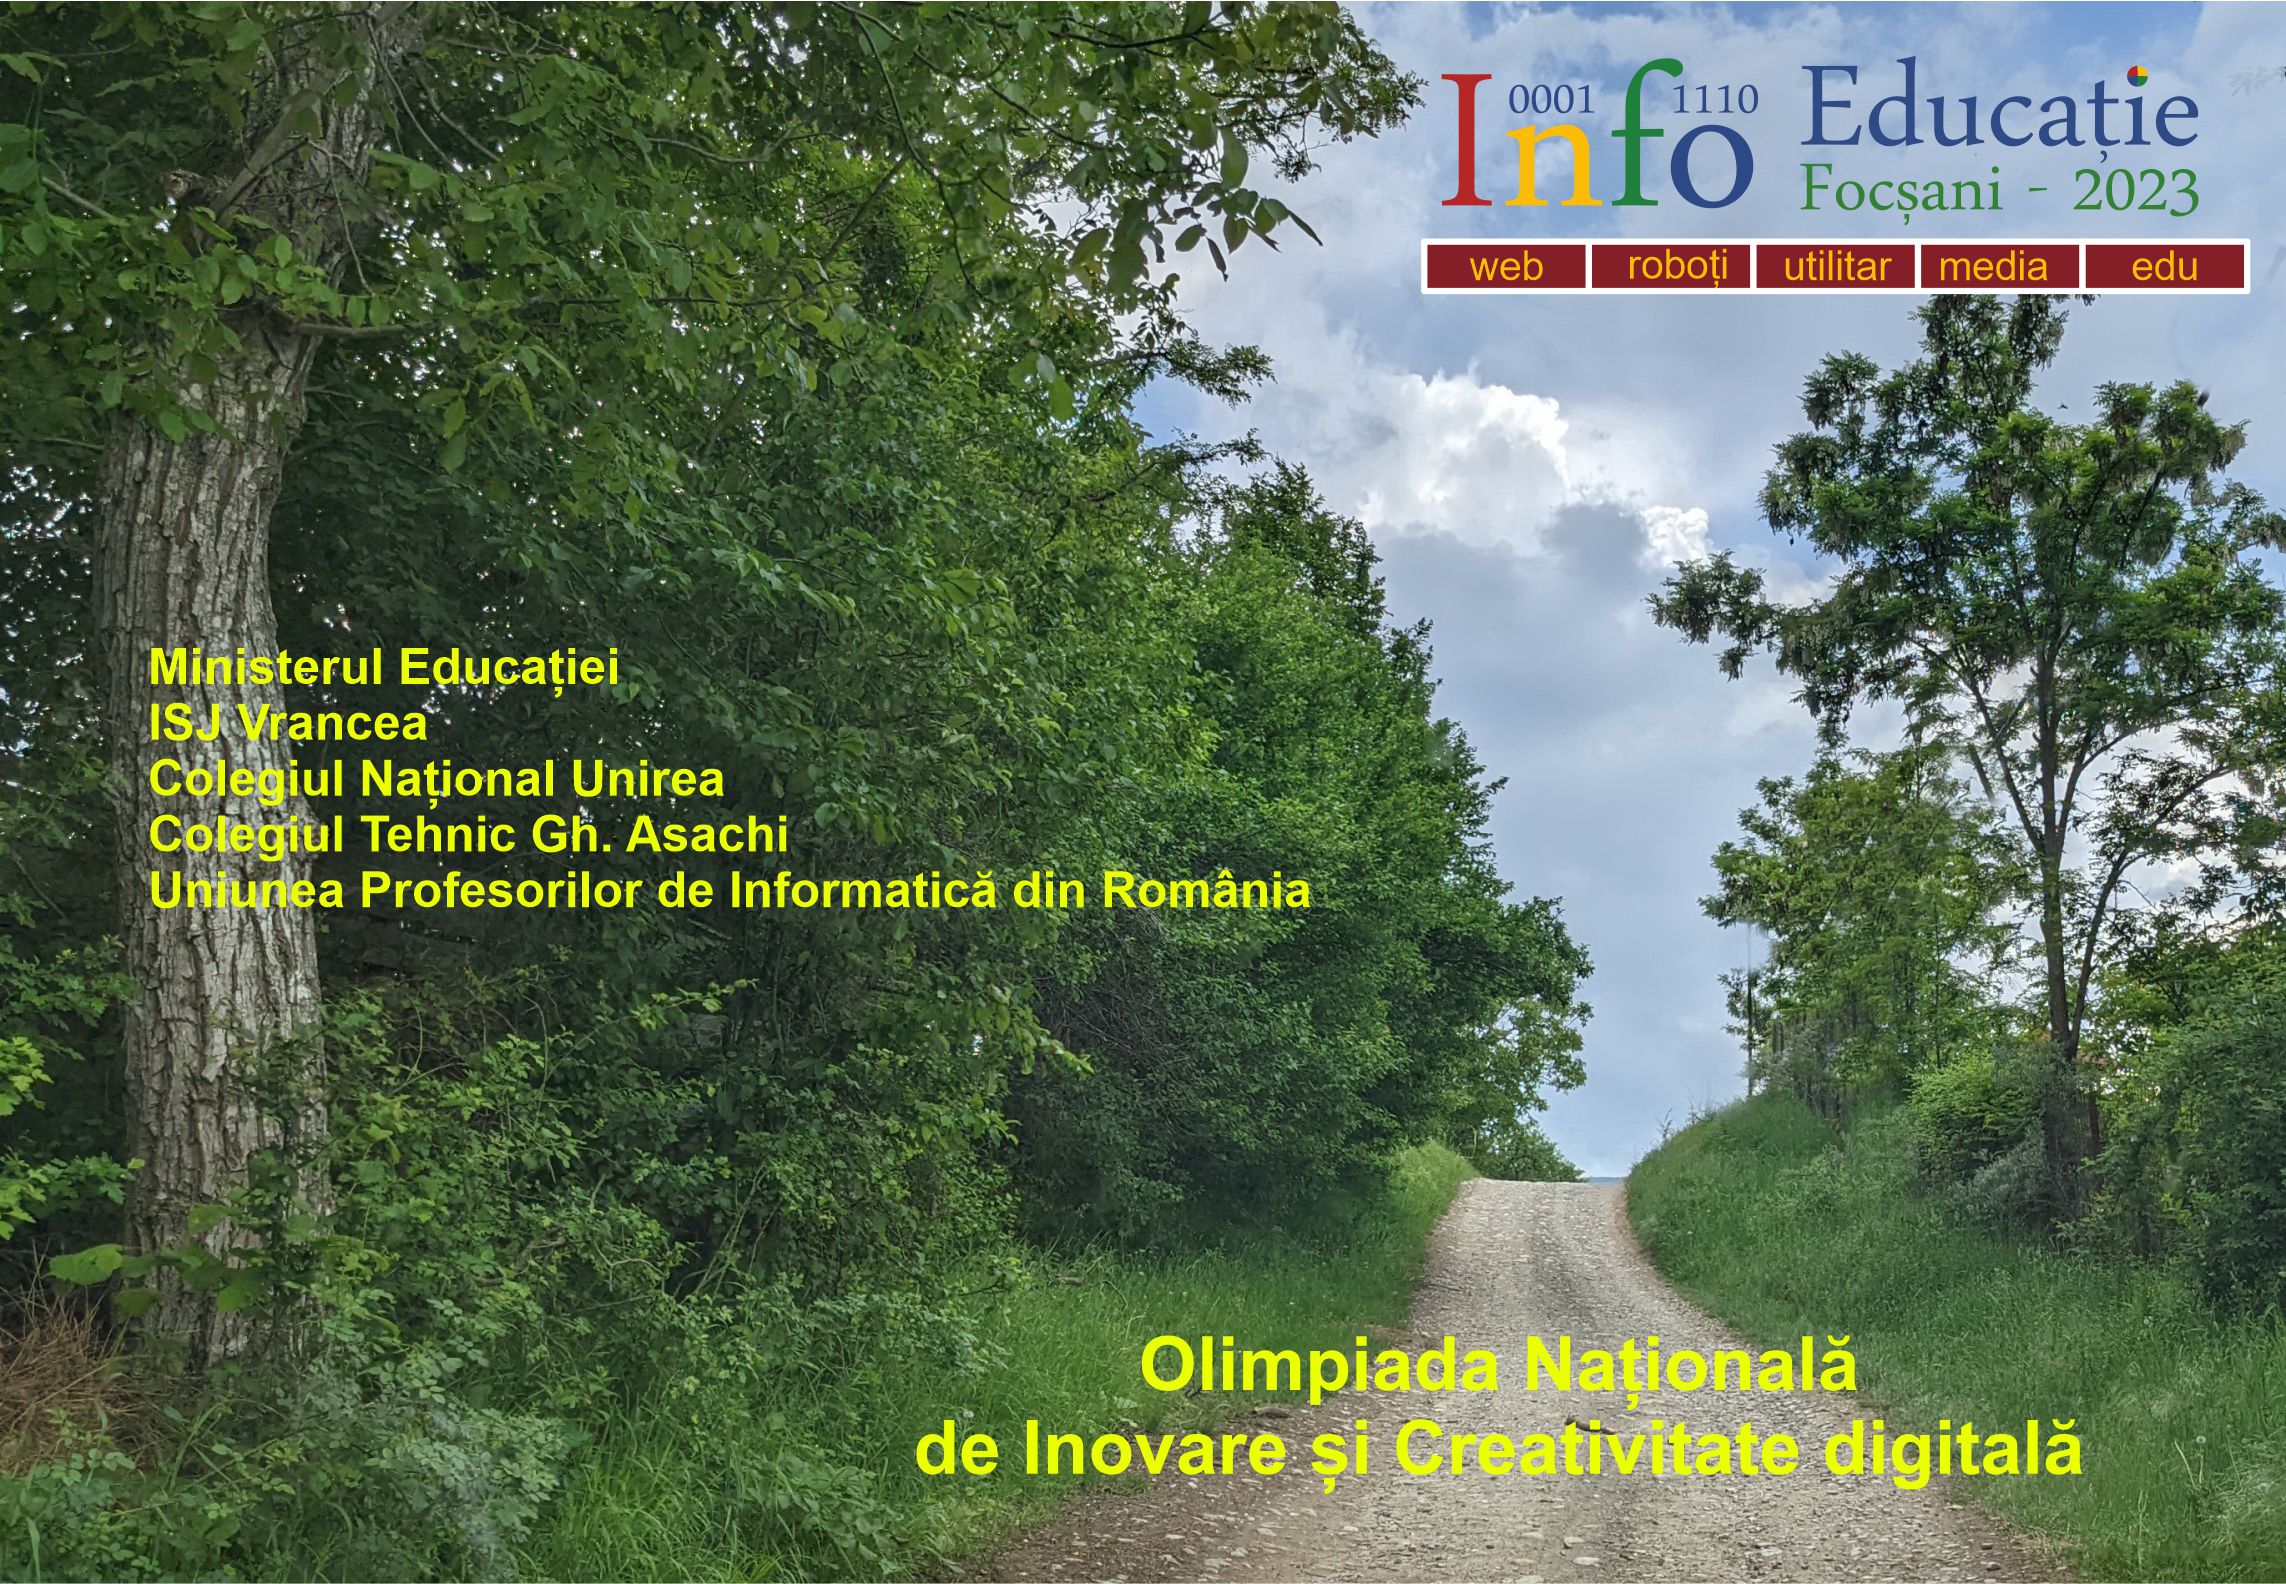 0001 1110
Info Educație
Focșani - 2023
web roboți utilitar media edu
Ministerul Educației
ISJ Vrancea
Colegiul Național Unirea
Colegiul Tehnic Gh. Asachi
Uniunea Profesorilor de Informatică din România
Olimpiada Națională
de Inovare și Creativitate digitală